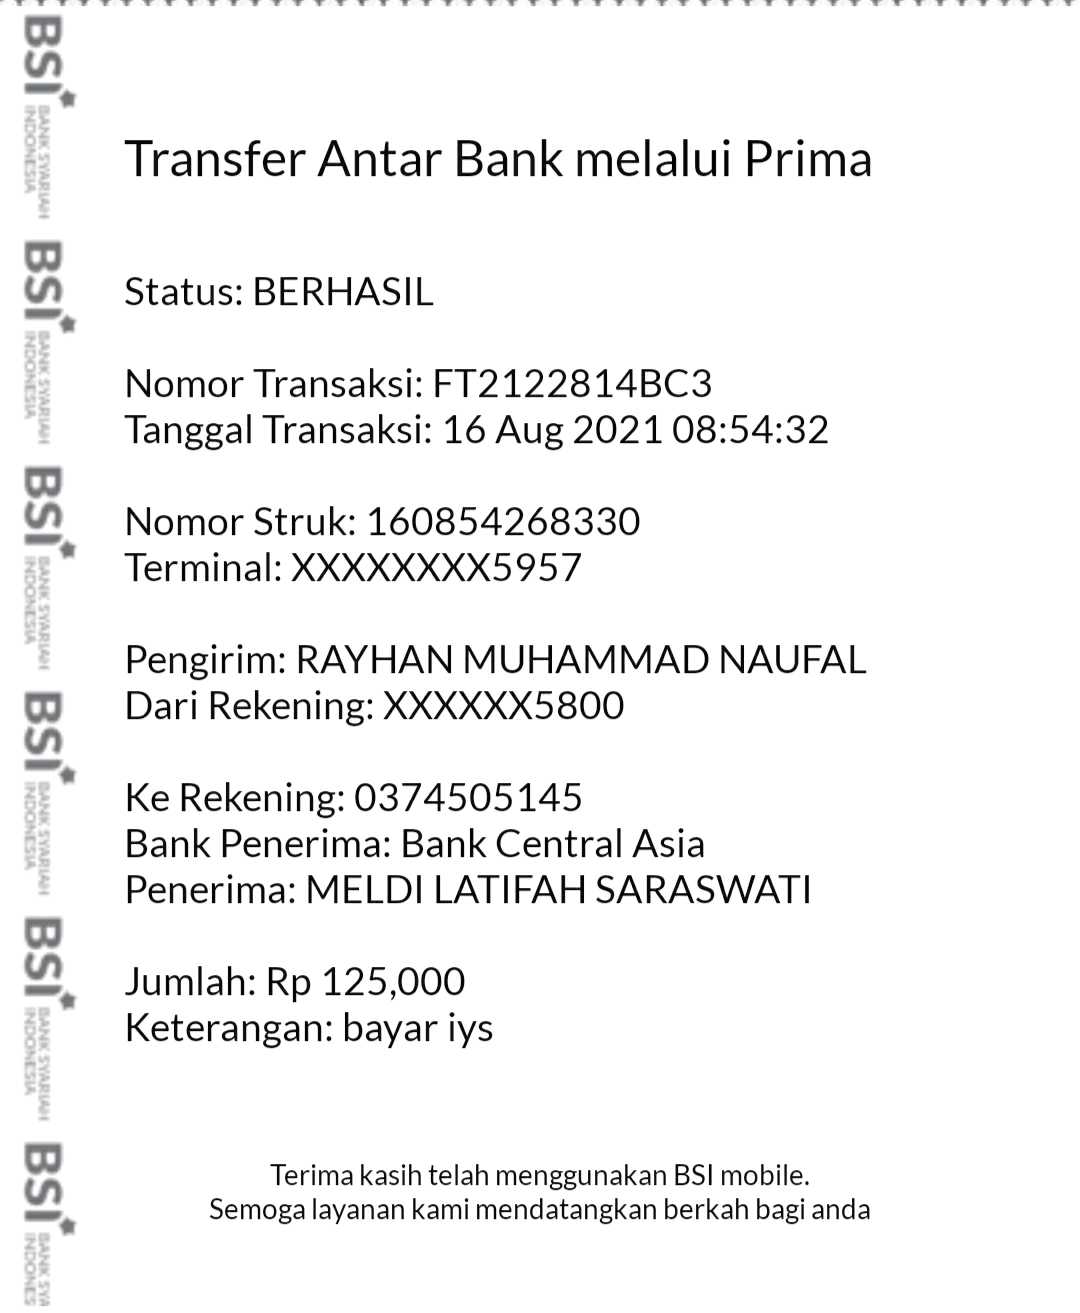 Transfer Antar Bank melalui Prima
Status: BERHASIL
Nomor Transaksi: FT2122814BC3
Tanggal Transaksi: 16 Aug 2021 08:54:32
Nomor Struk: 160854268330
Terminal: XXXXXXXX5957
Pengirim: RAYHAN MUHAMMAD NAUFAL
Dari Rekening: XXXXXX5800
Ke Rekening: 0374505145
Bank Penerima: Bank Central Asia
Penerima: MELDI LATIFAH SARASWATI
Jumlah: Rp 125,000
Keterangan: bayar iys
Terima kasih telah menggunakan BSI mobile.
Semoga layanan kami mendatangkan berkah bagi anda
BSI
BANK SYARIAH
INDONESIA
BSI
BANK SYARIAH
INDONESIA
BSI
BANK SYARIAH
INDONESIA
BSI
BANK SYARIAH
INDONESIA
BSI
BANK SYARIAH
INDONESIA
BSI
BANK SYA
INDONES